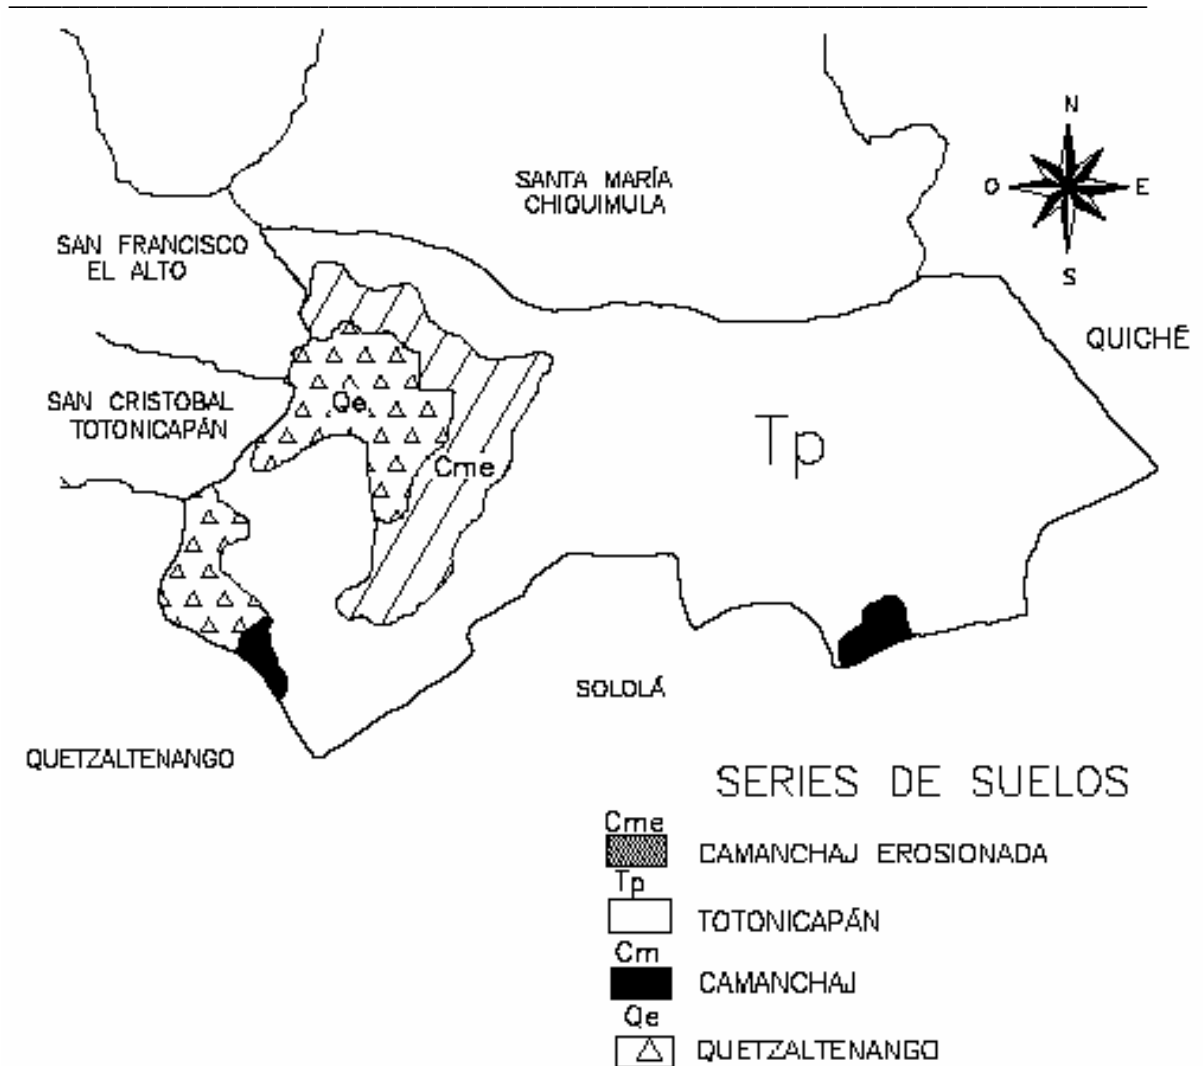 N
SANTA MARÍA
CHIQUIMULA
O
E
SAN FRANCISCO
EL ALTO
S
QUICHÉ
SAN CRISTOBAL
TOTONICAPÁN
Qe
Tp
Cme
SOLOLÁ
QUETZALTENANGO
SERIES DE SUELOS
Cme
CAMANCHAJ EROSIONADA
Tp
TOTONICAPÁN
Cm
CAMANCHAJ
Qe
QUETZALTENANGO